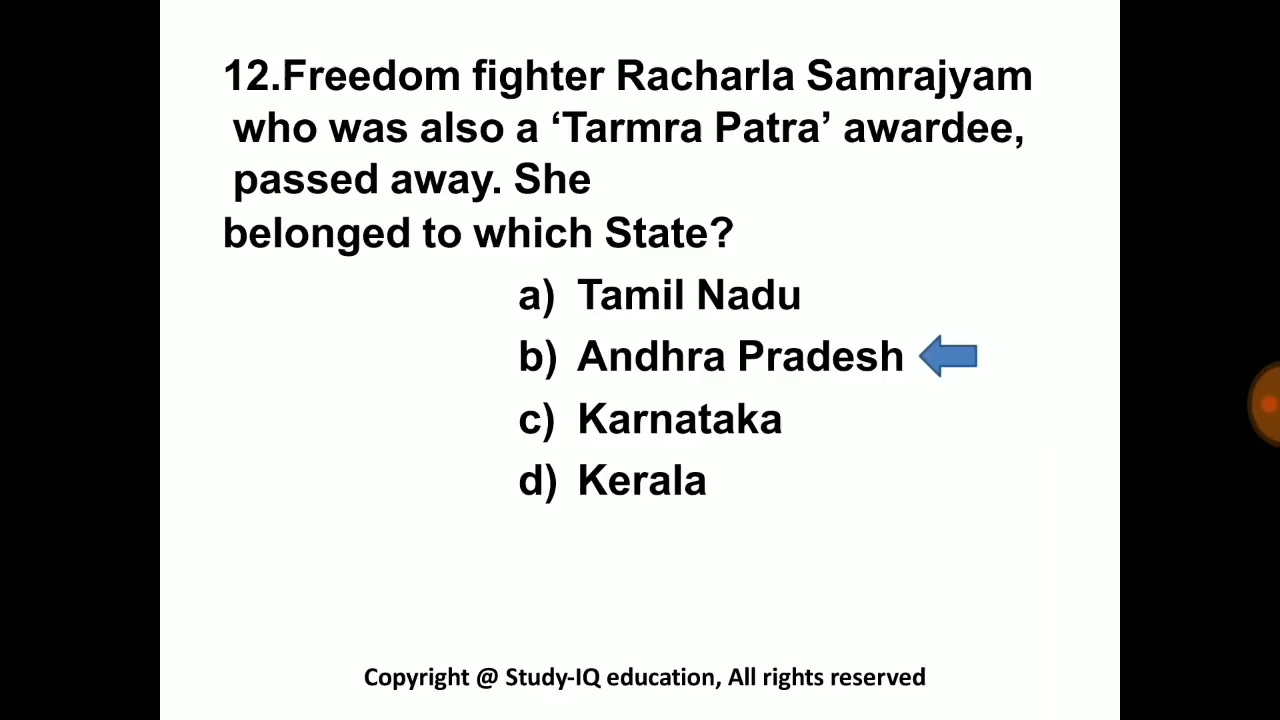 12.Freedom fighter Racharla Samrajyam
who was also a ‘Tarmra Patra’ awardee,
passed away. She
belonged to which State?
a) Tamil Nadu
b) Andhra Pradesh
c) Karnataka
d) Kerala
Copyright @ Study-IQ education, All rights reserved